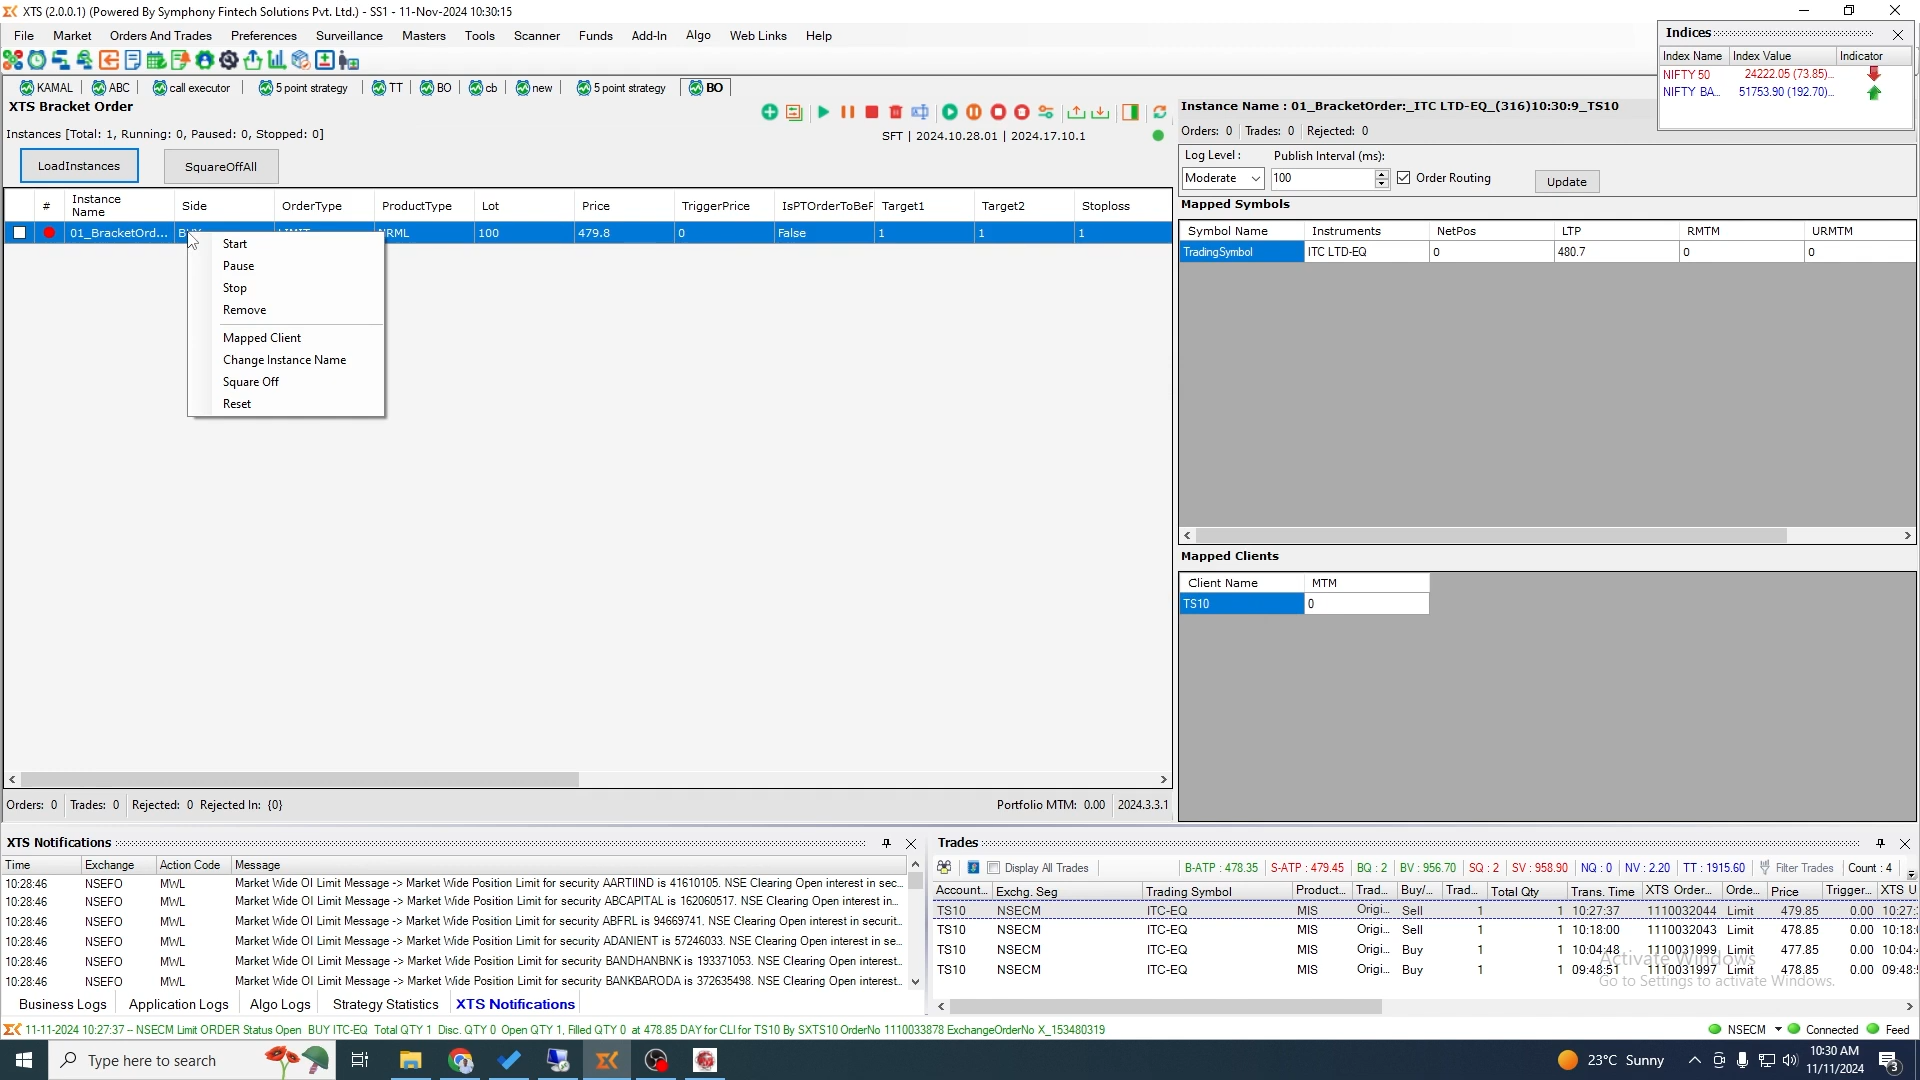 XTS (2.0.0.1) (Powered By Symphony Fintech Solutions Pvt. Ltd.) - SS1 - 11-Nov-2024 10:30:15
File Market Orders And Trades Preferences Surveillance Masters Tools Scanner Funds Add-In Algo Web Links Help
Indices
Index Name Index Value Indicator
NIFTY 50 24222.05 (73.85)...
NIFTY BA... 51753.90 (192.70)...
KAMAL ABC call executor 5 point strategy TT BO cb new 5 point strategy BO
XTS Bracket Order
Instances [Total: 1, Running: 0, Paused: 0, Stopped: 0]
SFT | 2024.10.28.01 | 2024.17.10.1
LoadInstances SquareOffAll
# Instance Name Side OrderType ProductType Lot Price TriggerPrice IsPTOrderToBeF Target1 Target2 Stoploss
01_BracketOrd... NRML 100 479.8 0 False 1 1 1
Start
Pause
Stop
Remove
Mapped Client
Change Instance Name
Square Off
Reset
Orders: 0 Trades: 0 Rejected: 0 Rejected In: {0}
Portfolio MTM: 0.00 2024.3.3.1
Instance Name : 01_BracketOrder:_ITC LTD-EQ_(316)10:30:9_TS10
Orders: 0 Trades: 0 Rejected: 0
Log Level : Publish Interval (ms):
Moderate 100 Order Routing Update
Mapped Symbols
Symbol Name Instruments NetPos LTP RMTM URMTM
TradingSymbol ITC LTD-EQ 0 480.7 0 0
Mapped Clients
Client Name MTM
TS10 0
XTS Notifications
Time Exchange Action Code Message
10:28:46 NSEFO MWL Market Wide OI Limit Message -> Market Wide Position Limit for security AARTIIND is 41610105. NSE Clearing Open interest in sec...
10:28:46 NSEFO MWL Market Wide OI Limit Message -> Market Wide Position Limit for security ABCAPITAL is 162060517. NSE Clearing Open interest in...
10:28:46 NSEFO MWL Market Wide OI Limit Message -> Market Wide Position Limit for security ABFRL is 94669741. NSE Clearing Open interest in securit...
10:28:46 NSEFO MWL Market Wide OI Limit Message -> Market Wide Position Limit for security ADANIENT is 57246033. NSE Clearing Open interest in se...
10:28:46 NSEFO MWL Market Wide OI Limit Message -> Market Wide Position Limit for security BANDHANBNK is 193371053. NSE Clearing Open interest...
10:28:46 NSEFO MWL Market Wide OI Limit Message -> Market Wide Position Limit for security BANKBARODA is 372635498. NSE Clearing Open interest...
Business Logs Application Logs Algo Logs Strategy Statistics XTS Notifications
Trades
Display All Trades B-ATP : 478.35 S-ATP : 479.45 BQ : 2 BV : 956.70 SQ : 2 SV : 958.90 NQ : 0 NV : 2.20 TT : 1915.60 Filter Trades Count : 4
Account... Exchg. Seg Trading Symbol Product... Trad... Buy/... Trad... Total Qty Trans. Time XTS Order... Orde... Price Trigger... XTS U
TS10 NSECM ITC-EQ MIS Origi... Sell 1 1 10:27:37 1110032044 Limit 479.85 0.00 10:27:
TS10 NSECM ITC-EQ MIS Origi... Sell 1 1 10:18:00 1110032043 Limit 478.85 0.00 10:18:
TS10 NSECM ITC-EQ MIS Origi... Buy 1 1 10:04:48 1110031999 Limit 477.85 0.00 10:04:
TS10 NSECM ITC-EQ MIS Origi... Buy 1 1 09:48:51 1110031997 Limit 478.85 0.00 09:48:
Activate Windows
Go to Settings to activate Windows.
11-11-2024 10:27:37 -- NSECM Limit ORDER Status Open BUY ITC-EQ Total QTY 1 Disc. QTY 0 Open QTY 1, Filled QTY 0 at 478.85 DAY for CLI for TS10 By SXTS10 OrderNo 1110033878 ExchangeOrderNo X_153480319
NSECM Connected Feed
Type here to search
23°C Sunny
10:30 AM
11/11/2024
3